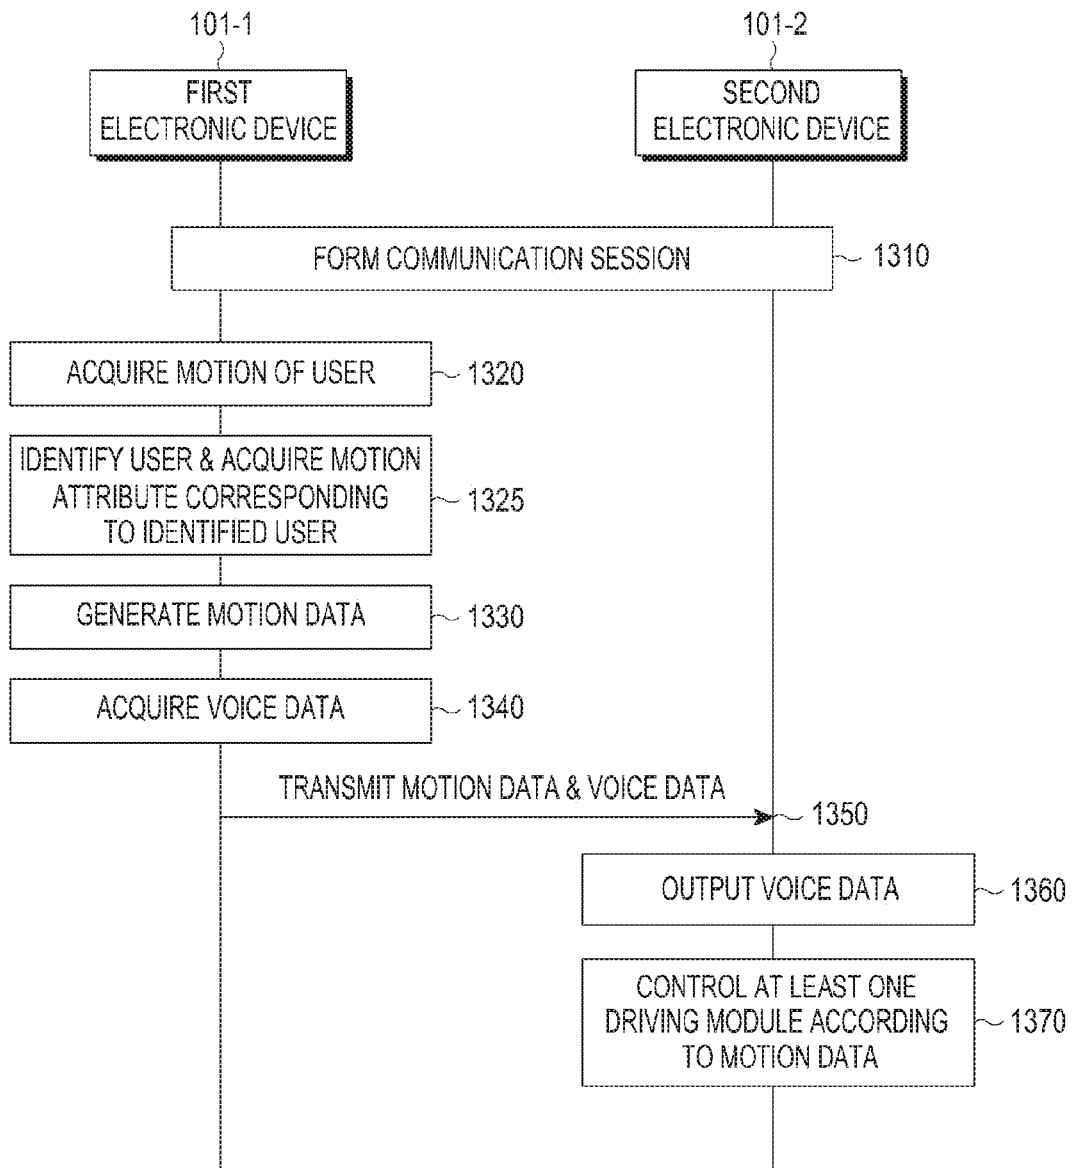 101-1
101-2
FIRST
ELECTRONIC DEVICE
SECOND
ELECTRONIC DEVICE
FORM COMMUNICATION SESSION
1310
ACQUIRE MOTION OF USER
1320
IDENTIFY USER & ACQUIRE MOTION
ATTRIBUTE CORRESPONDING
TO IDENTIFIED USER
1325
GENERATE MOTION DATA
1330
ACQUIRE VOICE DATA
1340
TRANSMIT MOTION DATA & VOICE DATA
1350
OUTPUT VOICE DATA
1360
CONTROL AT LEAST ONE
DRIVING MODULE ACCORDING
TO MOTION DATA
1370